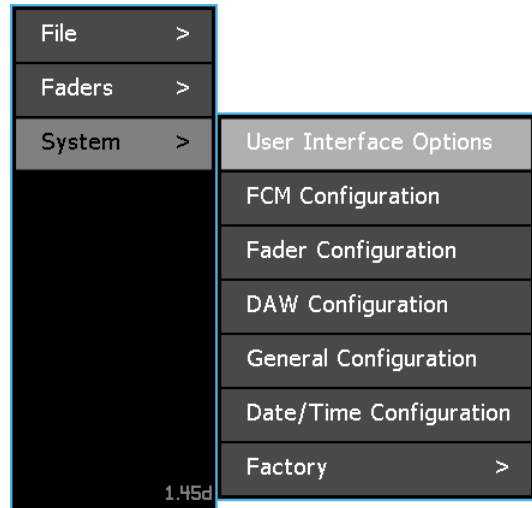 File >
Faders >
System >
User Interface Options
FCM Configuration
Fader Configuration
DAW Configuration
General Configuration
Date/Time Configuration
Factory >
1.45d